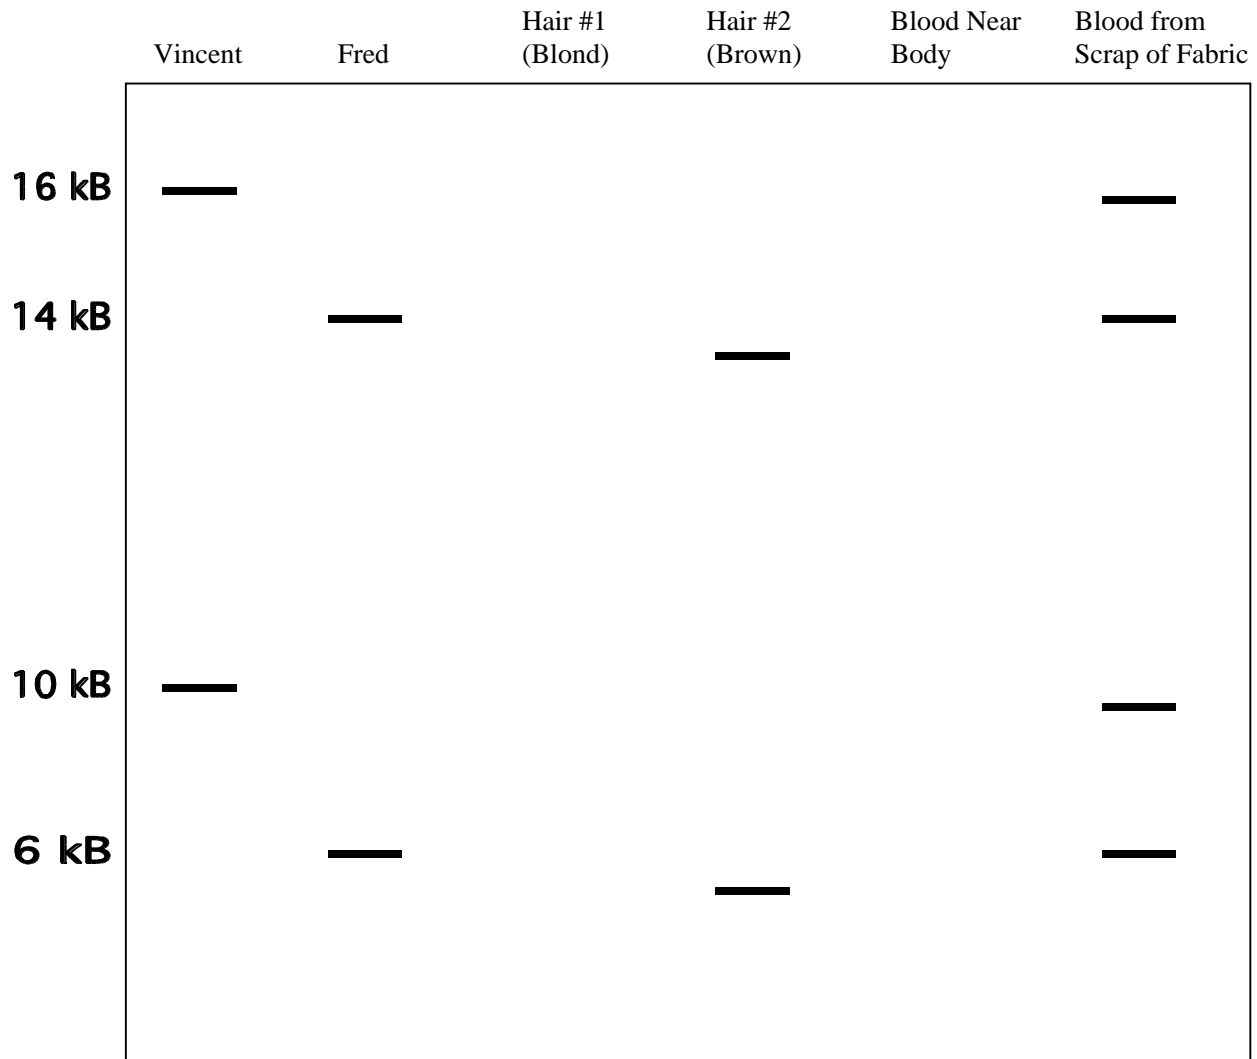 Vincent
Fred
Hair #1
(Blond)
Hair #2
(Brown)
Blood Near
Body
Blood from
Scrap of Fabric
16 kB
14 kB
10 kB
6 kB